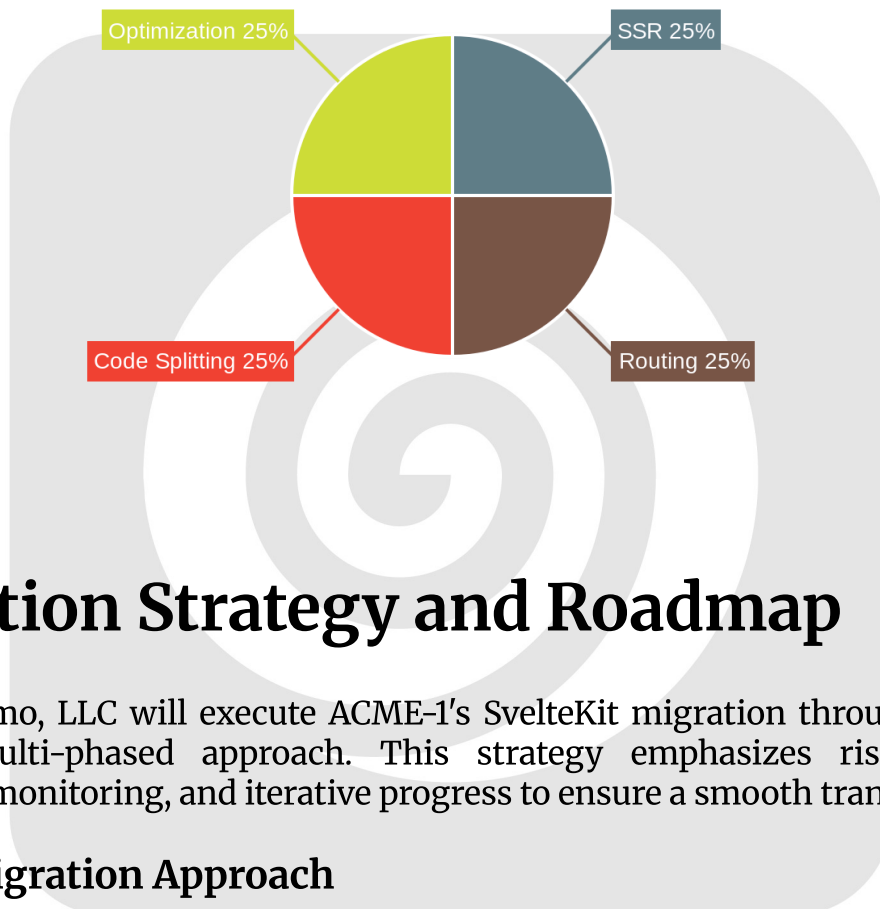 Optimization 25%
SSR 25%
Code Splitting 25%
Routing 25%
tion Strategy and Roadmap
mo, LLC will execute ACME-1's SvelteKit migration throu
ulti-phased approach. This strategy emphasizes ris
monitoring, and iterative progress to ensure a smooth tran
igration Approach